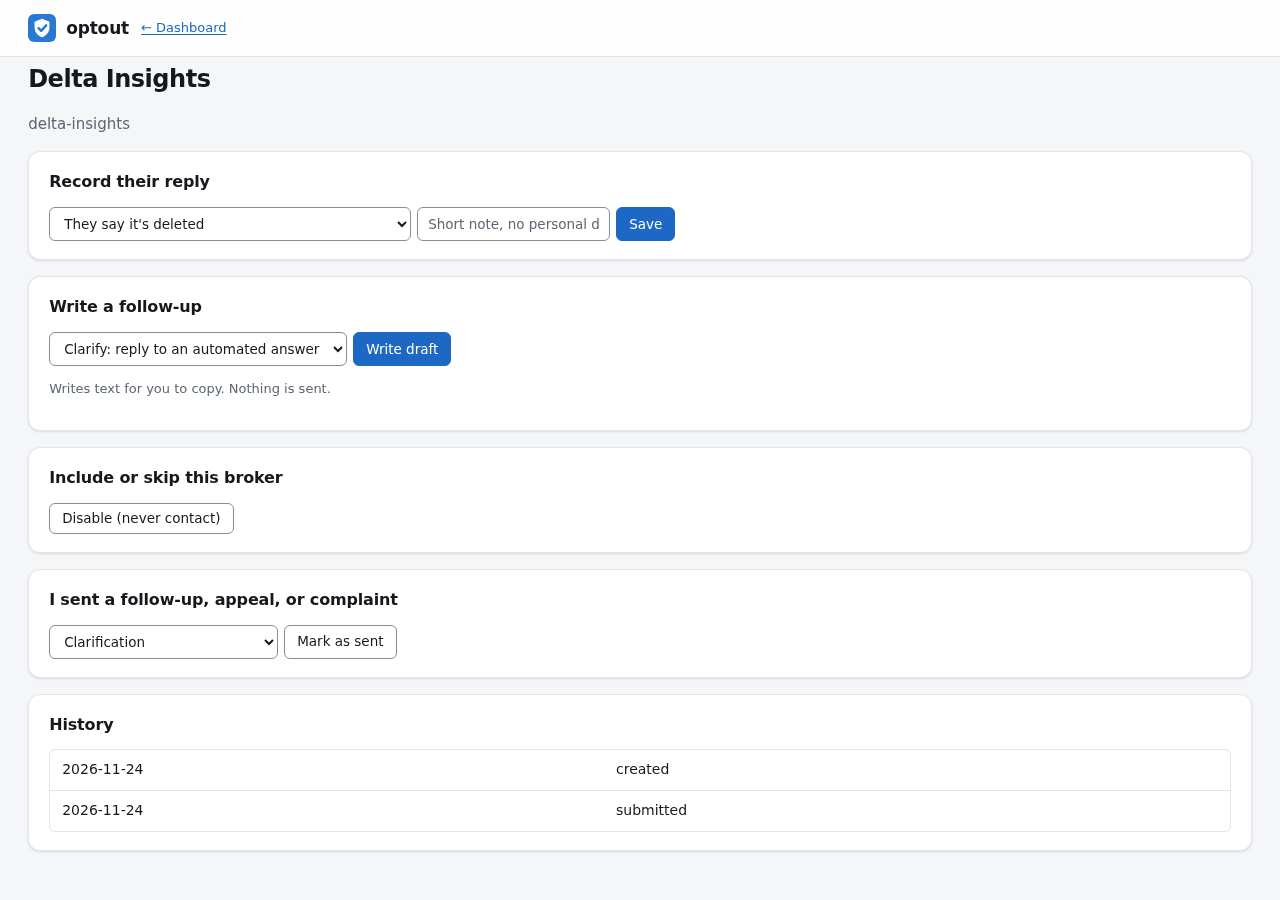 optout
← Dashboard
Delta Insights
delta-insights
Record their reply
They say it's deleted
Short note, no personal d
Save
Write a follow-up
Clarify: reply to an automated answer
Write draft
Writes text for you to copy. Nothing is sent.
Include or skip this broker
Disable (never contact)
I sent a follow-up, appeal, or complaint
Clarification
Mark as sent
History
2026-11-24 created
2026-11-24 submitted